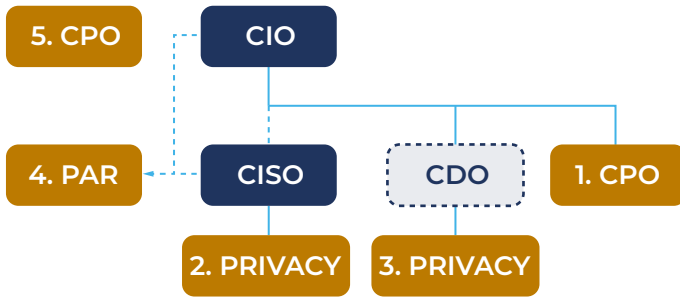 5. CPO
CIO
4. PAR
CISO
CDO
1. CPO
2. PRIVACY
3. PRIVACY